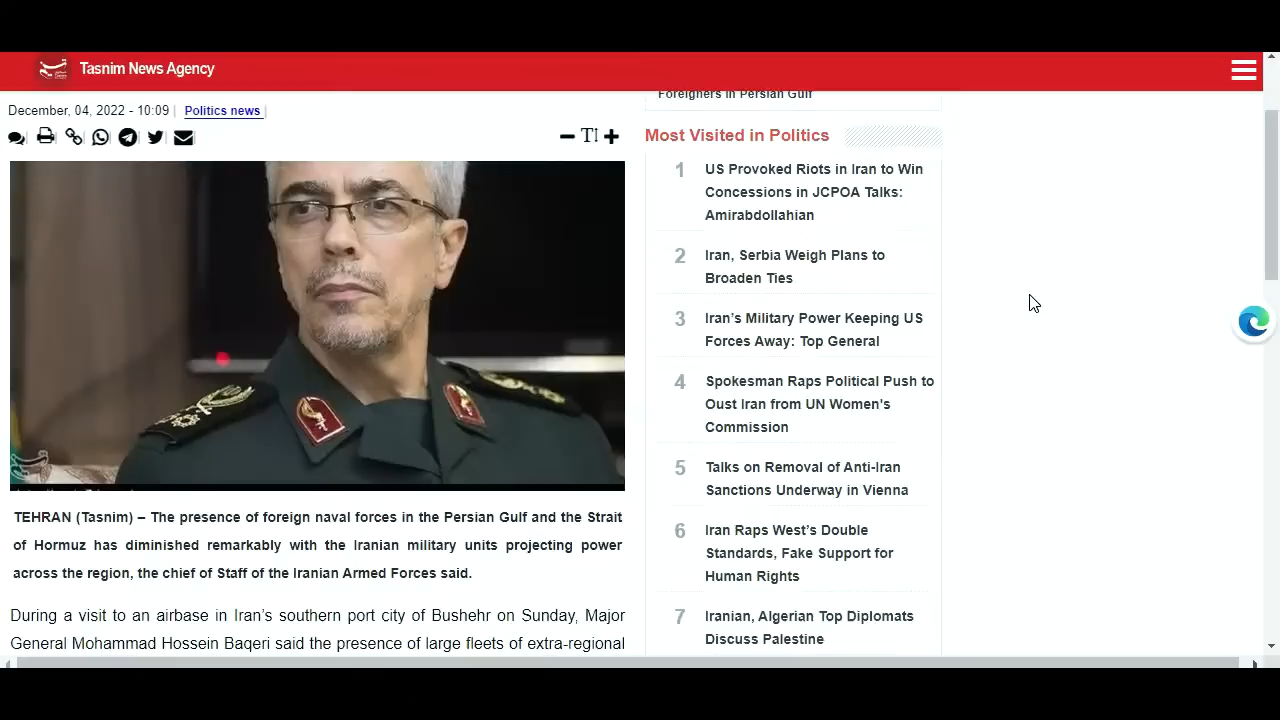 Tasnim News Agency
December, 04, 2022 - 10:09 | Politics news |
TEHRAN (Tasnim) – The presence of foreign naval forces in the Persian Gulf and the Strait
of Hormuz has diminished remarkably with the Iranian military units projecting power
across the region, the chief of Staff of the Iranian Armed Forces said.
During a visit to an airbase in Iran's southern port city of Bushehr on Sunday, Major
General Mohammad Hossein Baqeri said the presence of large fleets of extra-regional
Foreigners in Persian Gulf
Most Visited in Politics
1 US Provoked Riots in Iran to Win
Concessions in JCPOA Talks:
Amirabdollahian
2 Iran, Serbia Weigh Plans to
Broaden Ties
3 Iran's Military Power Keeping US
Forces Away: Top General
4 Spokesman Raps Political Push to
Oust Iran from UN Women's
Commission
5 Talks on Removal of Anti-Iran
Sanctions Underway in Vienna
6 Iran Raps West's Double
Standards, Fake Support for
Human Rights
7 Iranian, Algerian Top Diplomats
Discuss Palestine